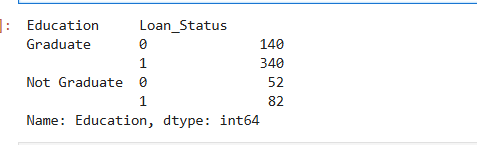 ]: Education Loan_Status
Graduate 0 140
1 340
Not Graduate 0 52
1 82
Name: Education, dtype: int64